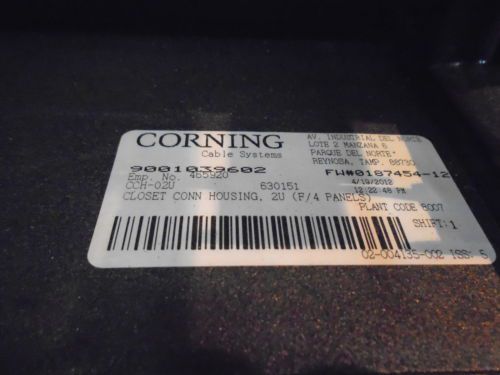 CORNING
Cable Systems
AV. INDUSTRIAL DEL NORTE
LOTE 2 MANZANA 6
PARQUE DEL NORTE
REYNOSA, TAMP. 88730
Emp. No. 465920
FW#0187454-12
CCH-02U 630151
4/19/2012
12:22:48 PM
CLOSET CONN HOUSING, 2U (F/4 PANELS)
PLANT CODE 8007
SHIFT: 1
02-004135-002 ISS: 5